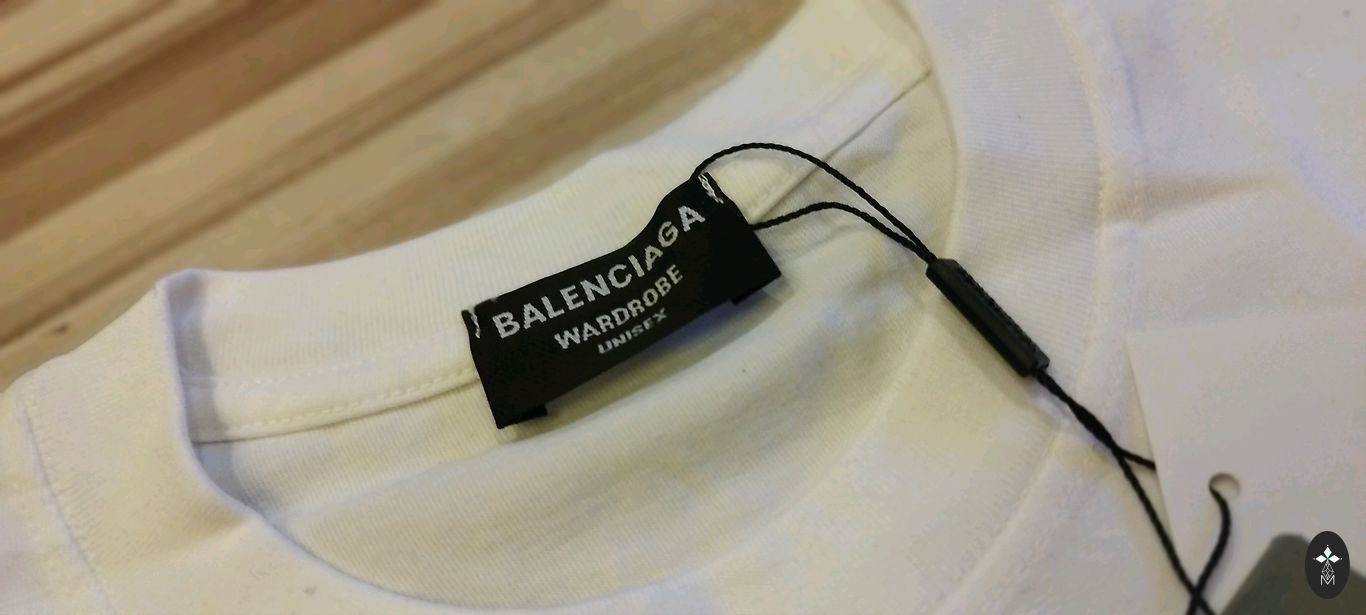 BALENCIAGA
WARDROBE
UNISEX
M